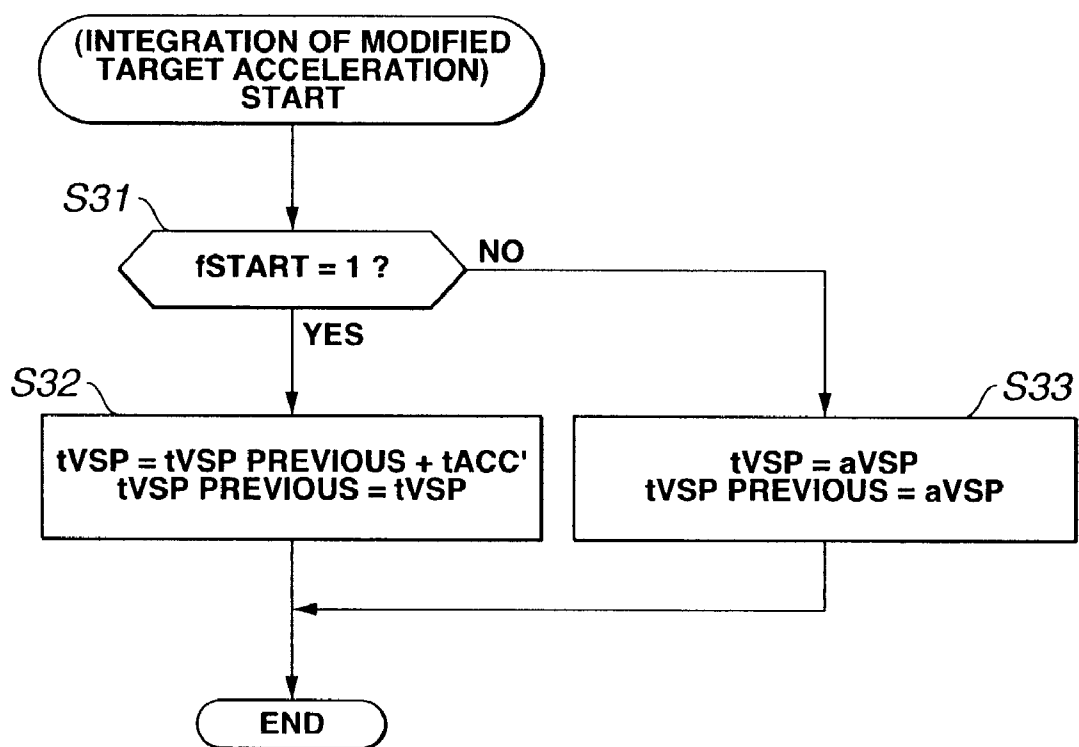 (INTEGRATION OF MODIFIED
TARGET ACCELERATION)
START
S31
fSTART = 1 ?
NO
YES
S32
tVSP = tVSP PREVIOUS + tACC'
tVSP PREVIOUS = tVSP
S33
tVSP = aVSP
tVSP PREVIOUS = aVSP
END